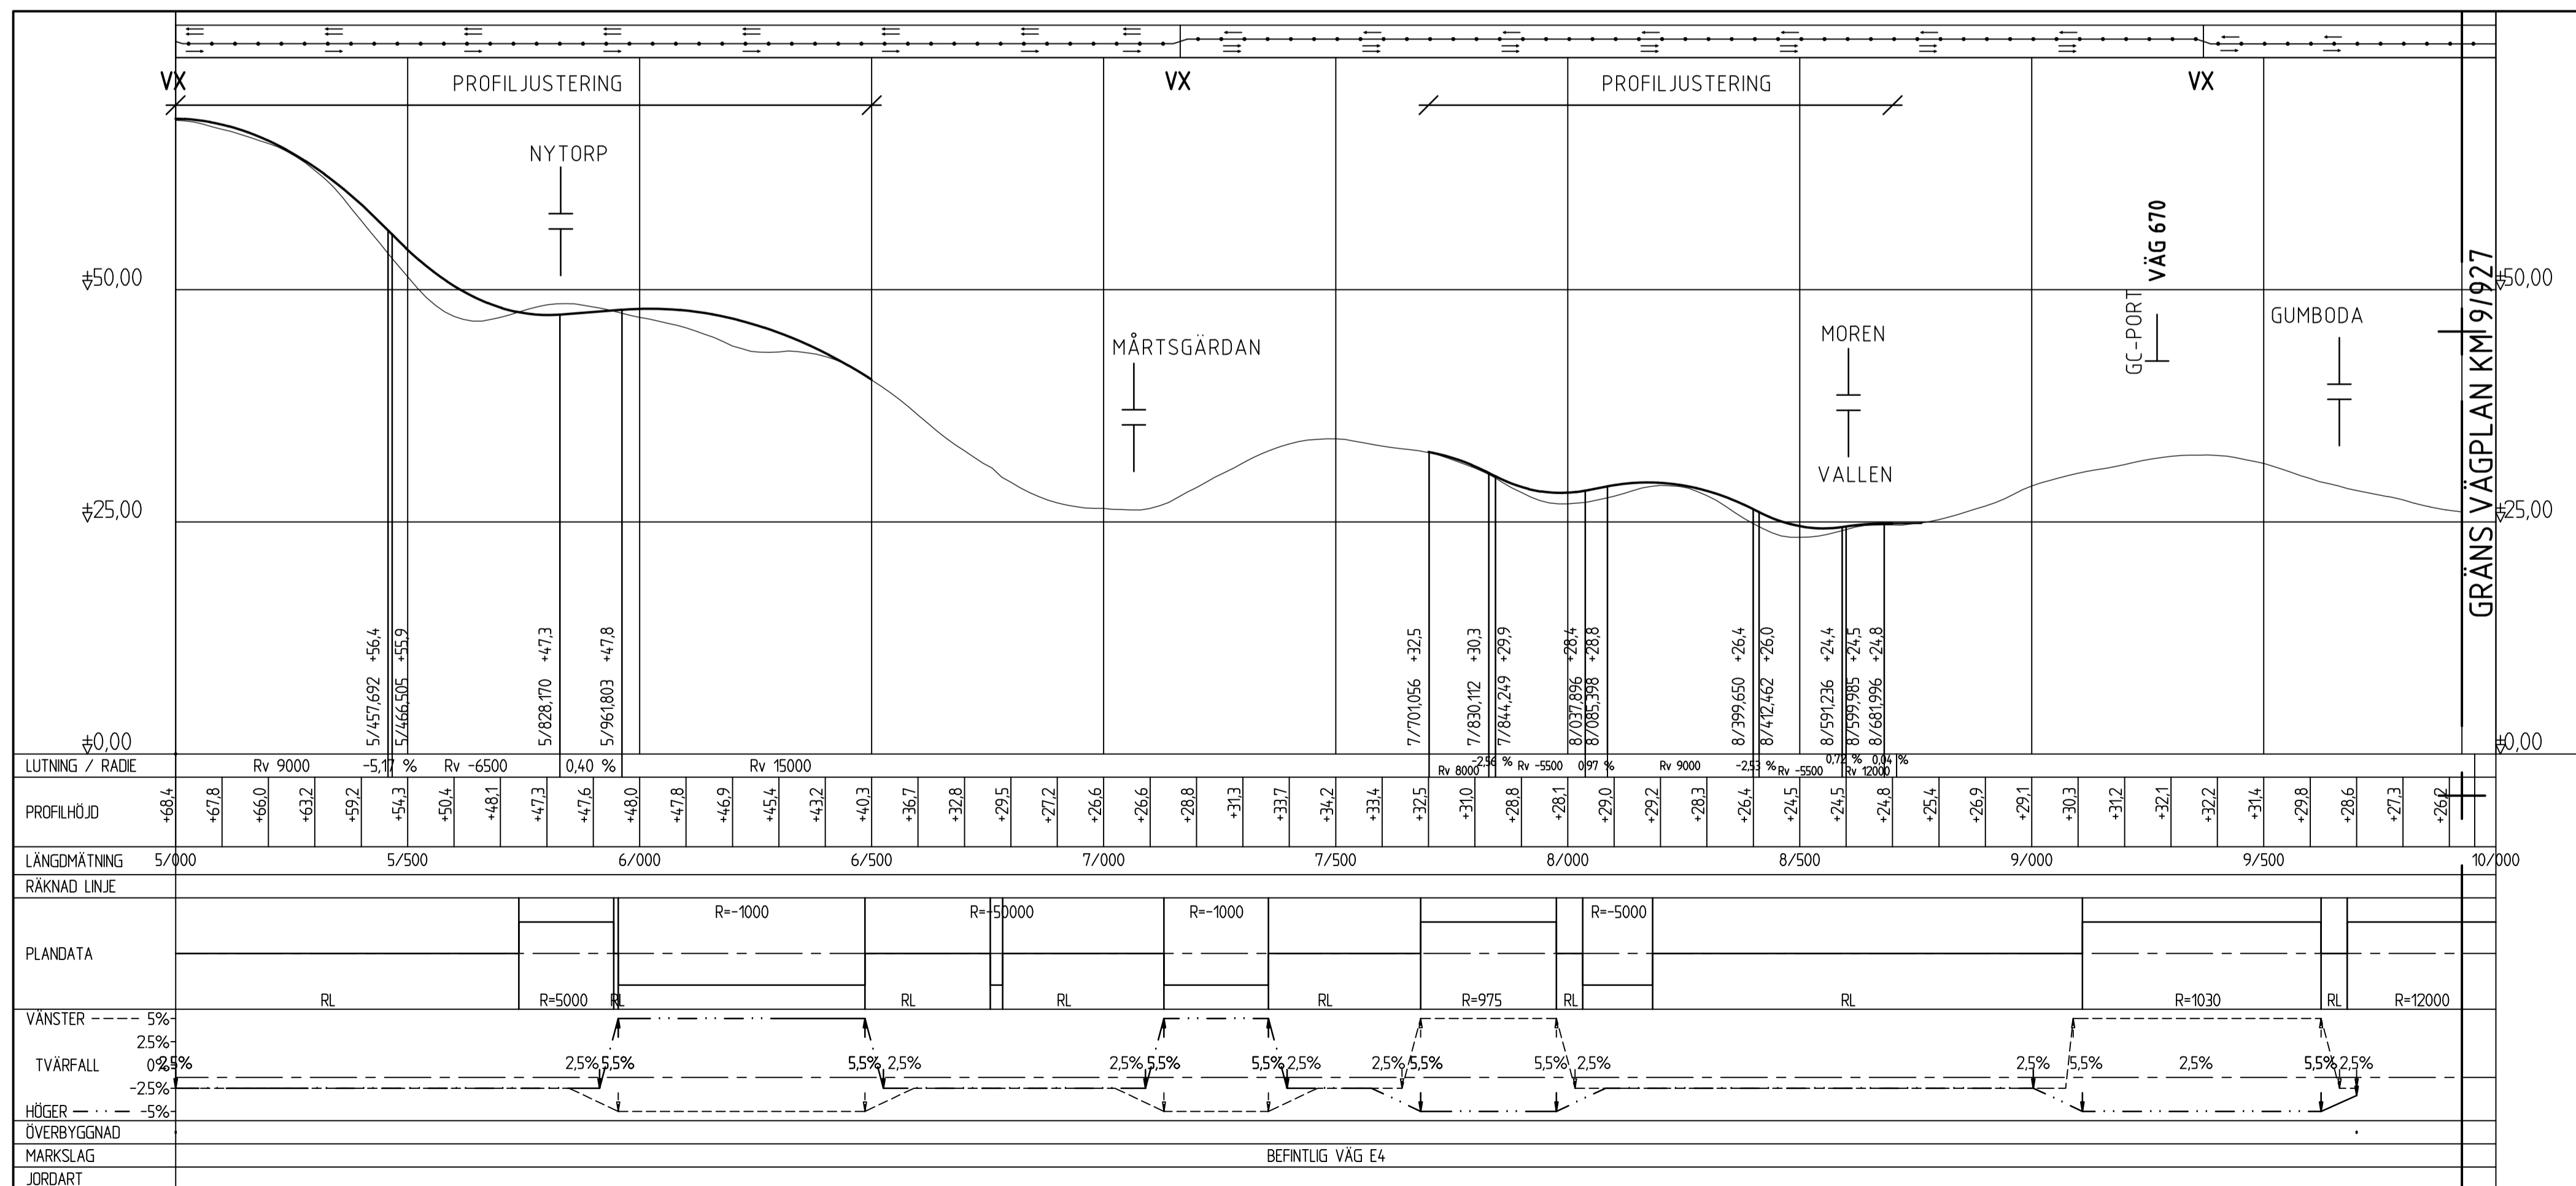 VX PROFILJUSTERING VX PROFILJUSTERING VX
NYTORP
MÅRTSGÄRDAN
MOREN
VALLEN
GC-PORT
VÄG 670
GUMBODA
GRÄNS VÄGPLAN KM 9/927
±50,00 ±50,00
±25,00 ±25,00
±0,00 ±0,00
5/457,692 +56,4
5/466,505 +55,9
5/828,170 +47,3
5/961,803 +47,8
7/701,056 +32,5
7/830,112 +30,3
7/844,249 +29,9
8/037,896 +28,4
8/085,398 +28,8
8/399,650 +26,4
8/412,462 +26,0
8/591,236 +24,4
8/599,985 +24,5
8/681,996 +24,8
LUTNING / RADIE Rv 9000 -5,17 % Rv -6500 0,40 % Rv 15000 Rv 8000 -2,56 % Rv -5500 0,97 % Rv 9000 -2,53 % Rv -5500 0,72 % Rv 12000 0,04 %
PROFILHÖJD +68,4 +67,8 +66,0 +63,2 +59,2 +54,3 +50,4 +48,1 +47,3 +47,6 +48,0 +47,8 +46,9 +45,4 +43,2 +40,3 +36,7 +32,8 +29,5 +27,2 +26,6 +26,6 +28,8 +31,3 +33,7 +34,2 +33,4 +32,5 +31,0 +28,8 +28,1 +29,0 +29,2 +28,3 +26,4 +24,5 +24,5 +24,8 +25,4 +26,9 +29,1 +30,3 +31,2 +32,1 +32,2 +31,4 +29,8 +28,6 +27,3 +26,2
LÄNGDMÄTNING 5/000 5/500 6/000 6/500 7/000 7/500 8/000 8/500 9/000 9/500 10/000
RÄKNAD LINJE
R=-1000 R=-50000 R=-1000 R=-5000
PLANDATA
RL R=5000 RL RL RL RL R=975 RL RL R=1030 RL R=12000
VÄNSTER 5%
2.5%
TVÄRFALL 0% 2,5% 2,5% 5,5% 5,5% 2,5% 2,5% 5,5% 5,5% 2,5% 2,5% 5,5% 5,5% 2,5% 2,5% 5,5% 2,5% 5,5% 2,5%
-2.5%
HÖGER -5%
ÖVERBYGGNAD
MARKSLAG BEFINTLIG VÄG E4
JORDART